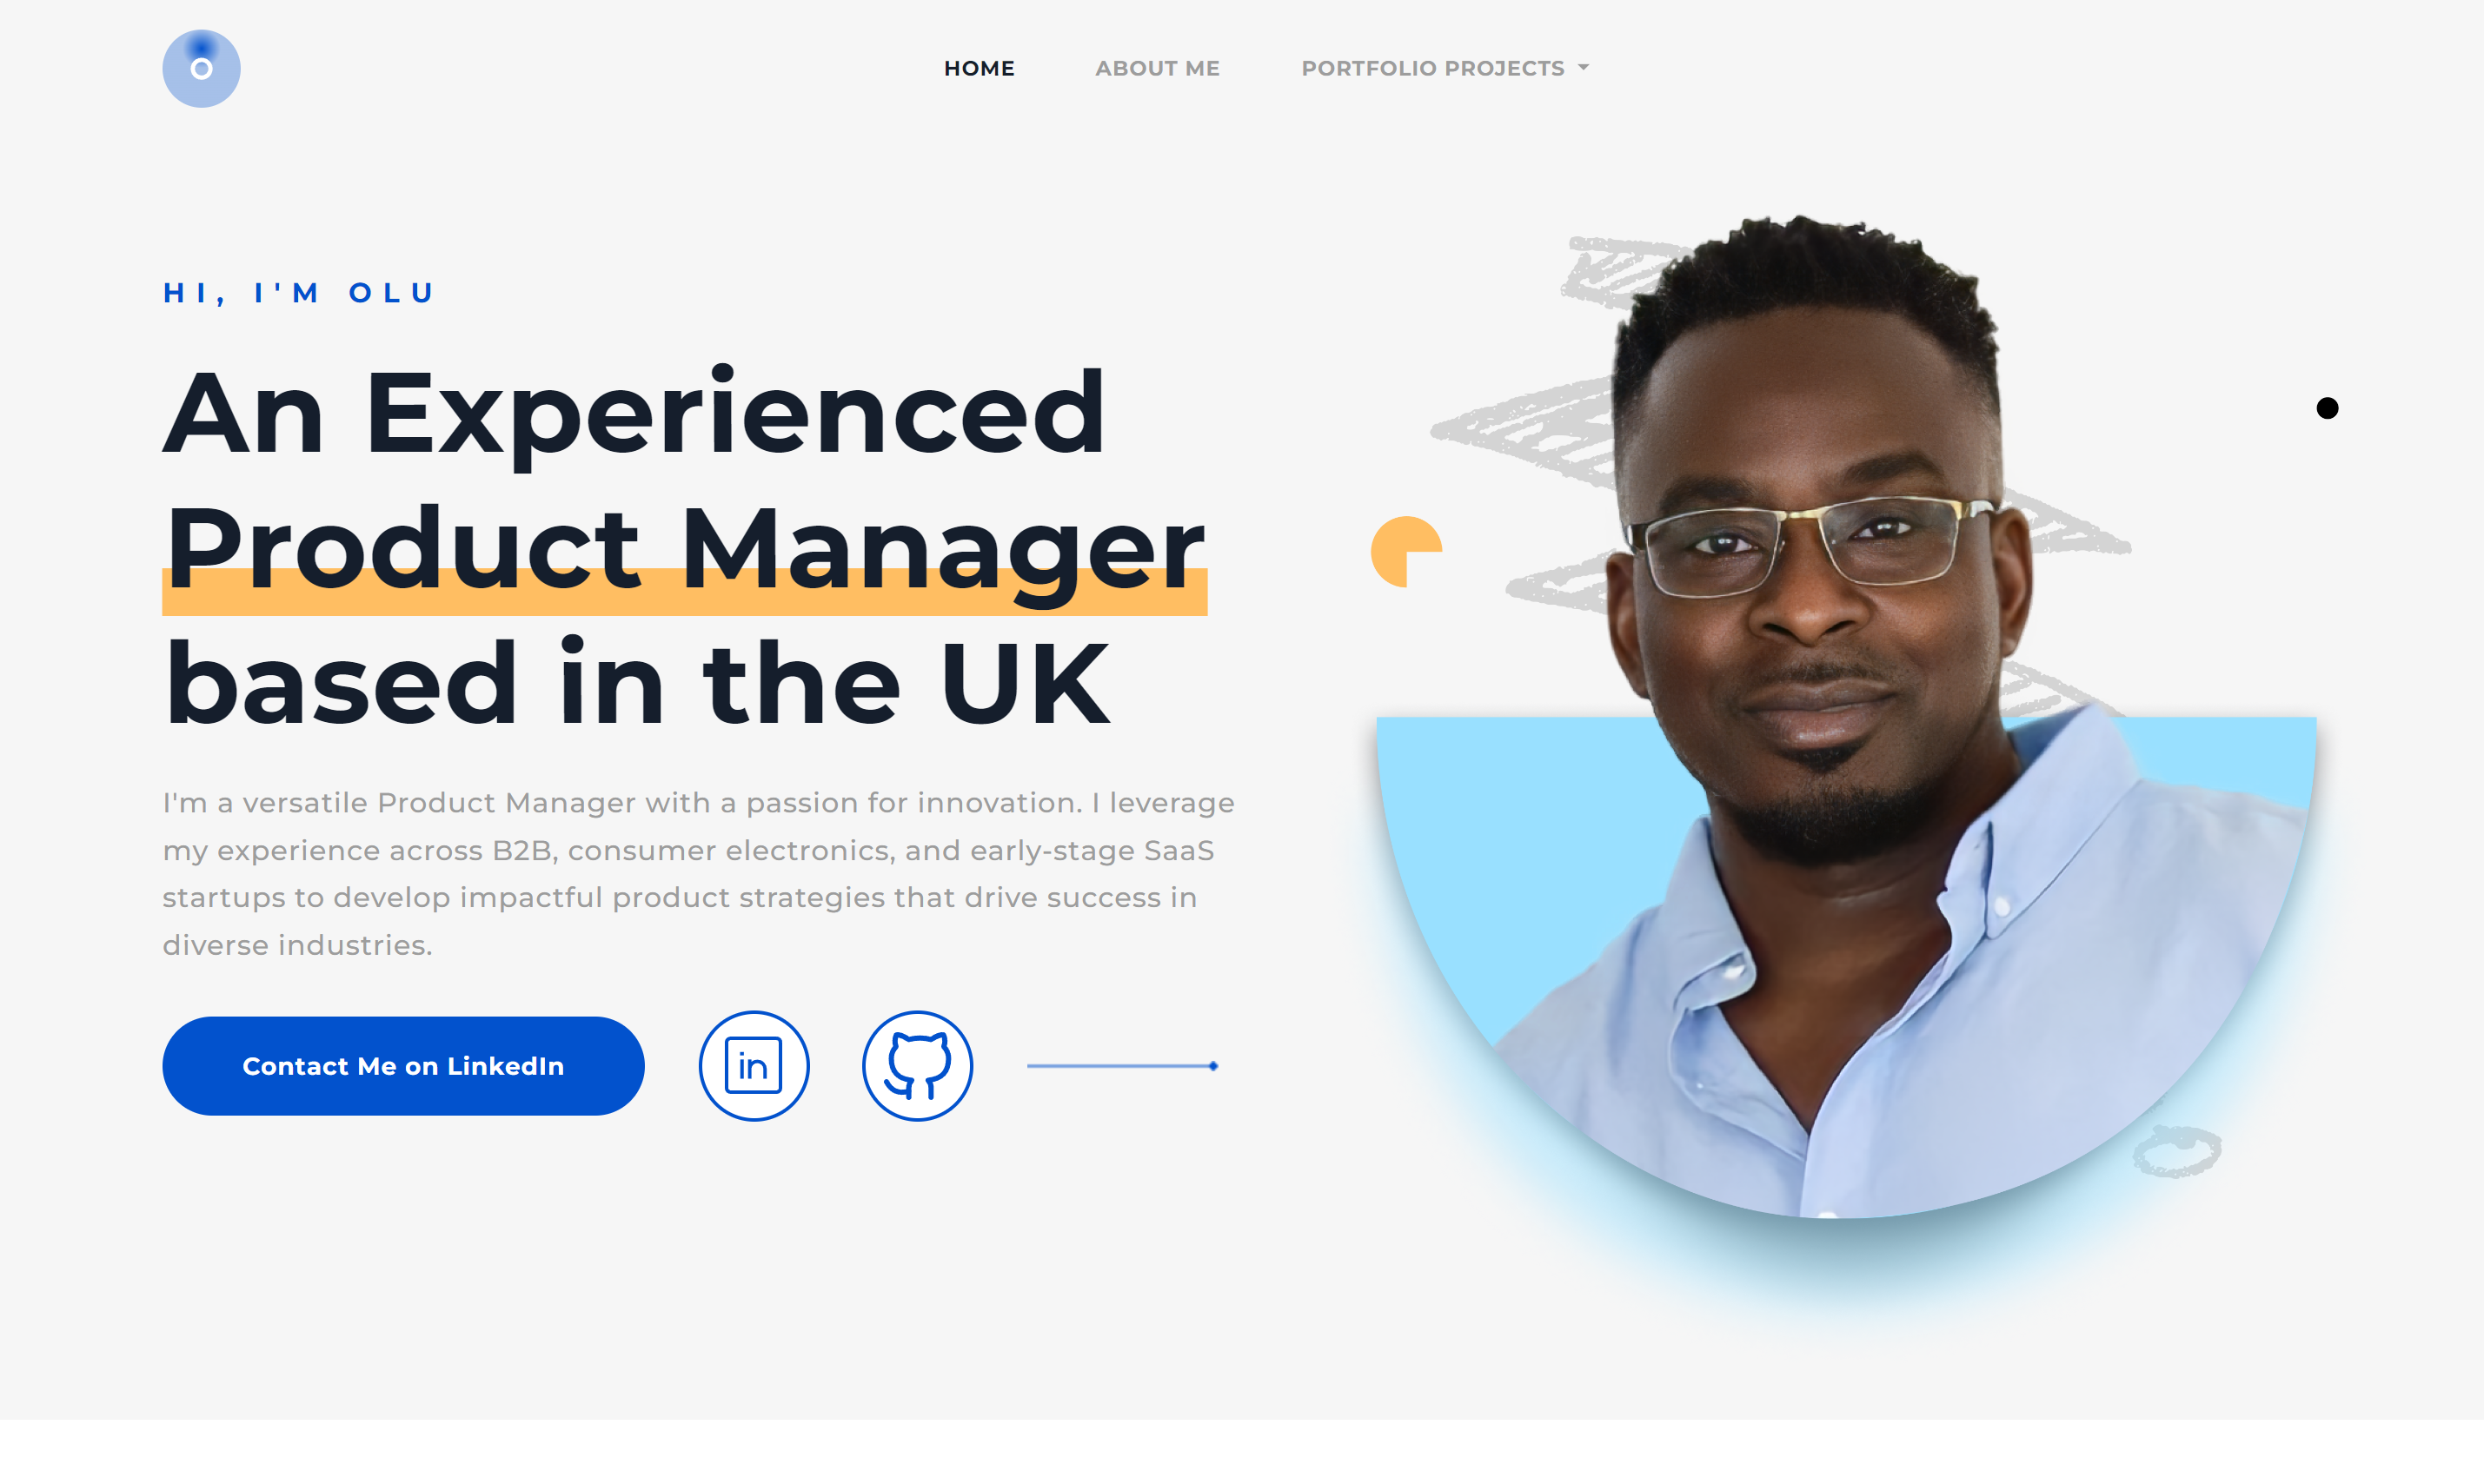 HOME
ABOUT ME
PORTFOLIO PROJECTS
HI, I'M OLU
An Experienced
Product Manager
based in the UK
I'm a versatile Product Manager with a passion for innovation. I leverage
my experience across B2B, consumer electronics, and early-stage SaaS
startups to develop impactful product strategies that drive success in
diverse industries.
Contact Me on LinkedIn
in